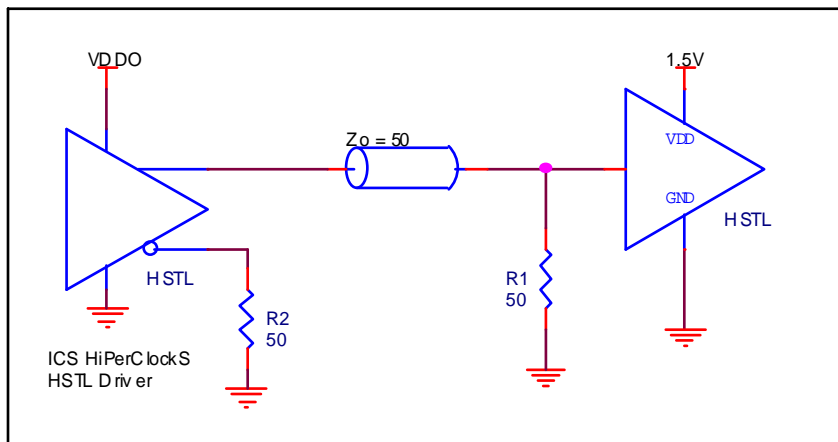 VDDO
1.5V
Zo = 50
VDD
GND
HSTL
HSTL
R1
50
R2
50
ICS HiPerClockS
HSTL Driver